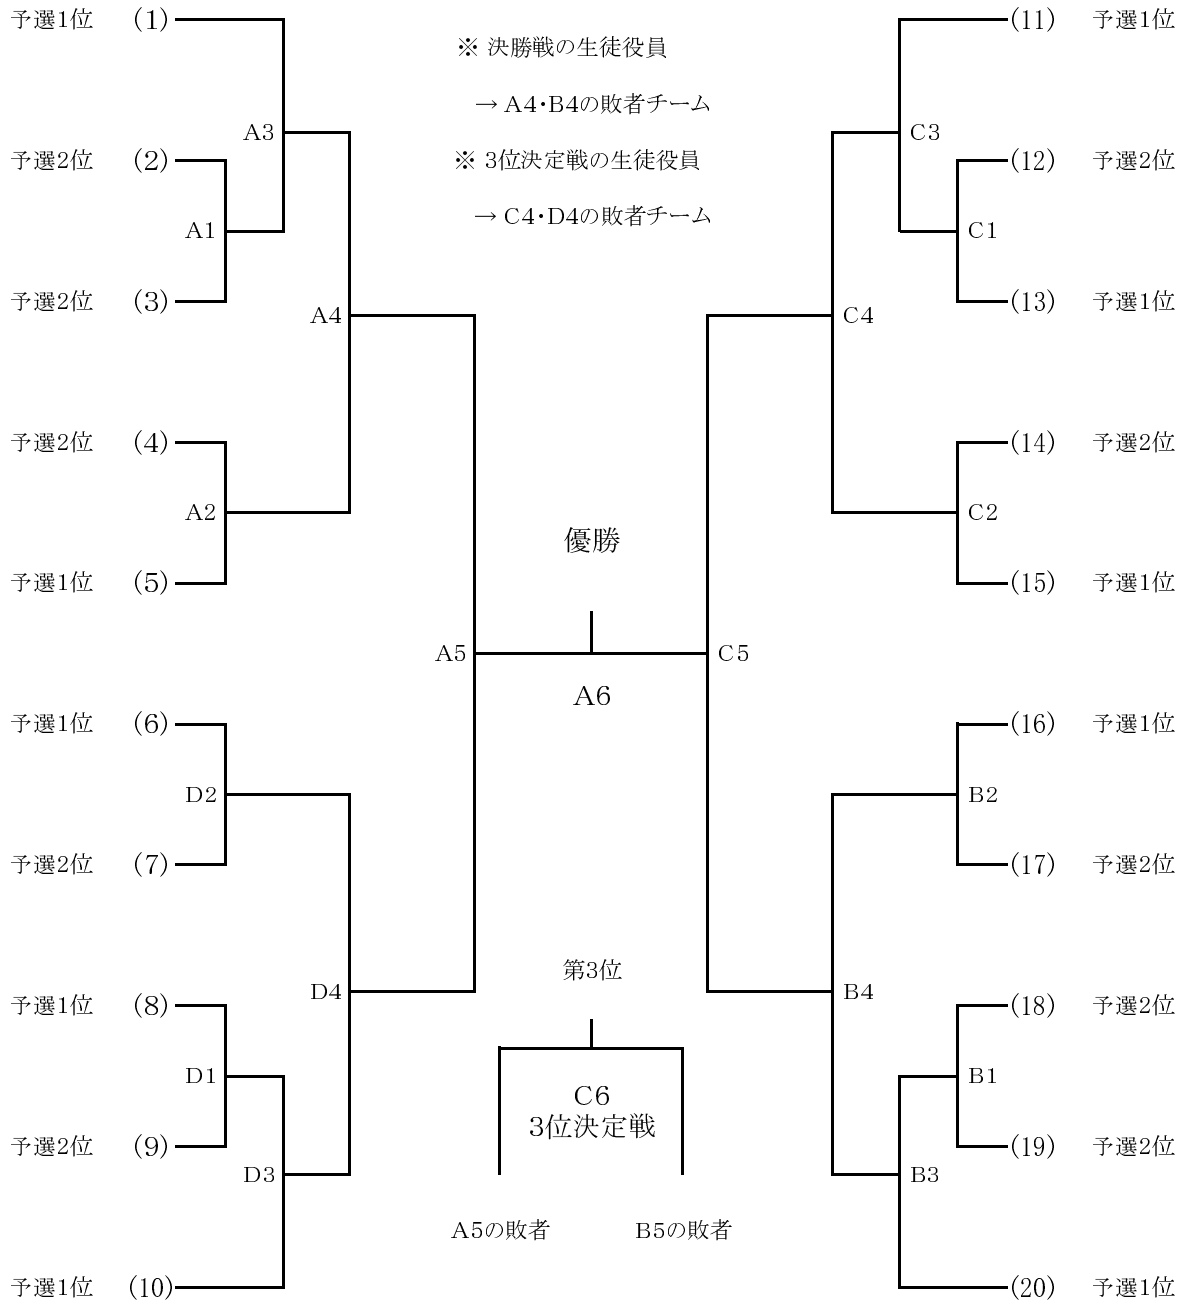 予選1位 (1)
(11) 予選1位
※ 決勝戦の生徒役員
→ A4・B4の敗者チーム
A3
C3
予選2位 (2)
※ 3位決定戦の生徒役員
(12) 予選2位
→ C4・D4の敗者チーム
A1
C1
予選2位 (3)
(13) 予選1位
A4
C4
予選2位 (4)
(14) 予選2位
A2
C2
優勝
予選1位 (5)
(15) 予選1位
A5
C5
A6
予選1位 (6)
(16) 予選1位
D2
B2
予選2位 (7)
(17) 予選2位
第3位
D4
B4
予選1位 (8)
(18) 予選2位
D1
B1
C6
3位決定戦
予選2位 (9)
(19) 予選2位
D3
B3
A5の敗者
B5の敗者
予選1位 (10)
(20) 予選1位